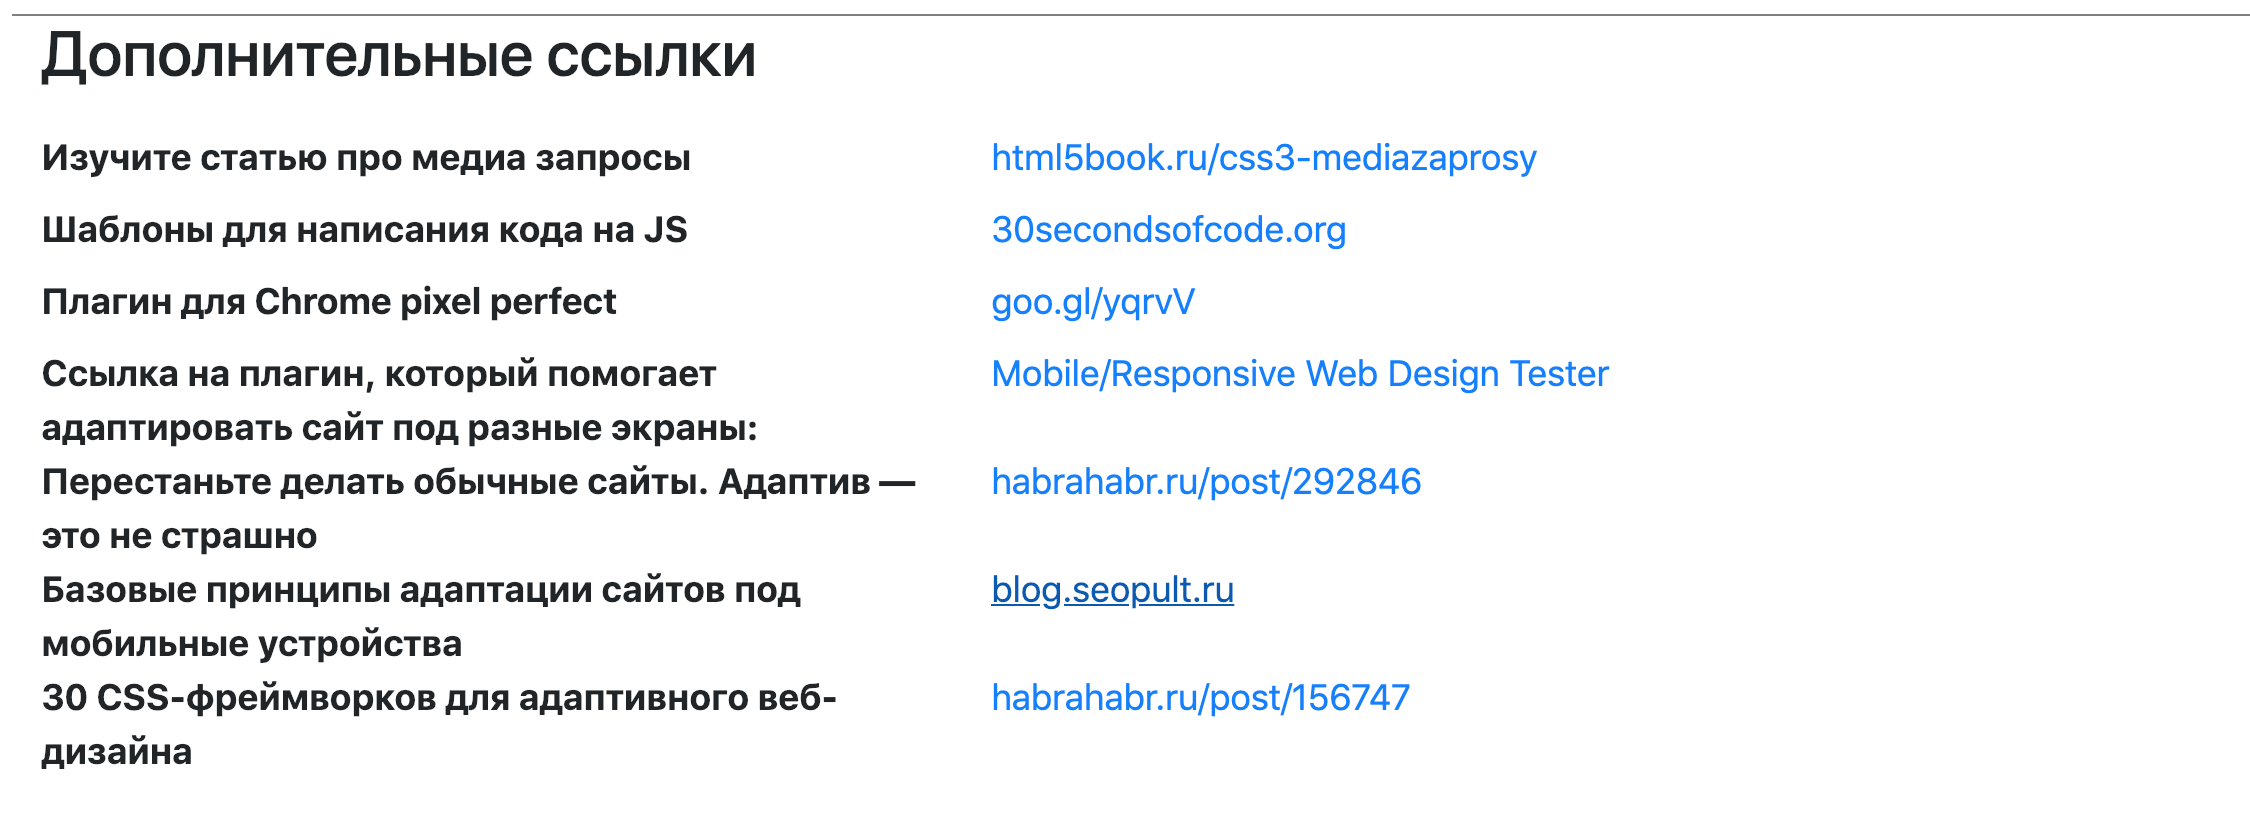 Дополнительные ссылки
Изучите статью про медиа запросы html5book.ru/css3-mediazaprosy
Шаблоны для написания кода на JS 30secondsofcode.org
Плагин для Chrome pixel perfect goo.gl/yqrvV
Ссылка на плагин, который помогает Mobile/Responsive Web Design Tester
адаптировать сайт под разные экраны:
Перестаньте делать обычные сайты. Адаптив — habrahabr.ru/post/292846
это не страшно
Базовые принципы адаптации сайтов под blog.seopult.ru
мобильные устройства
30 CSS-фреймворков для адаптивного веб- habrahabr.ru/post/156747
дизайна